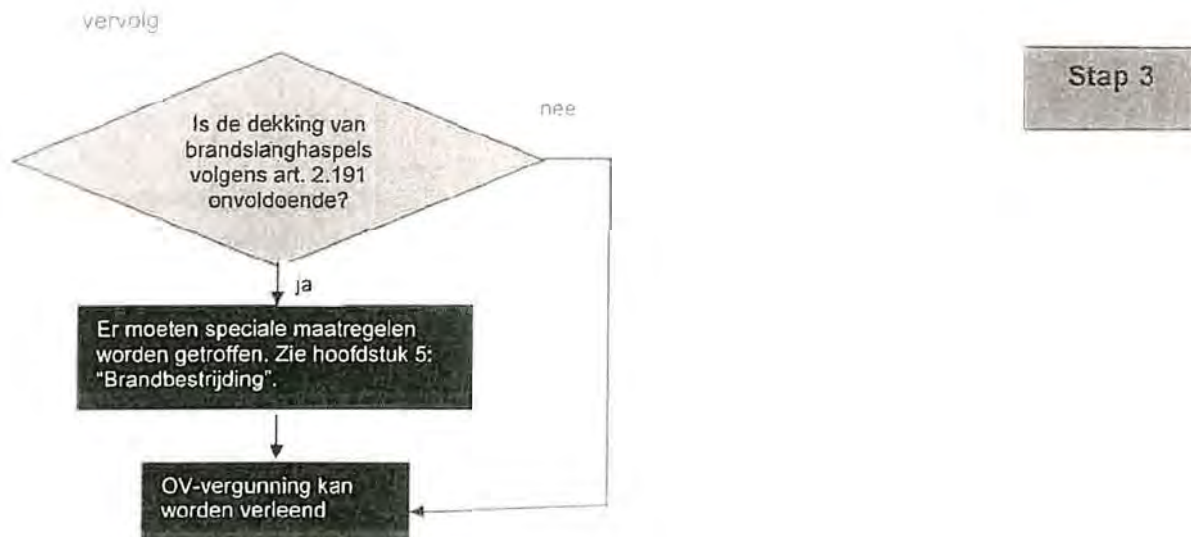 vervolg
Stap 3
nee
Is de dekking van
brandslanghaspels
volgens art. 2.191
onvoldoende?
ja
Er moeten speciale maatregelen
worden getroffen. Zie hoofdstuk 5:
"Brandbestrijding".
OV-vergunning kan
worden verleend